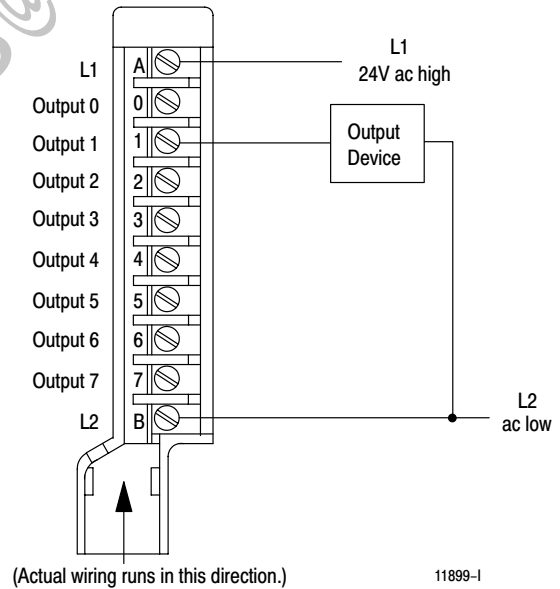 L1
24V ac high
L1 A
Output 0 0
Output 1 1
Output Device
Output 2 2
Output 3 3
Output 4 4
Output 5 5
Output 6 6
Output 7 7
L2 B
L2
ac low
(Actual wiring runs in this direction.)
11899–I